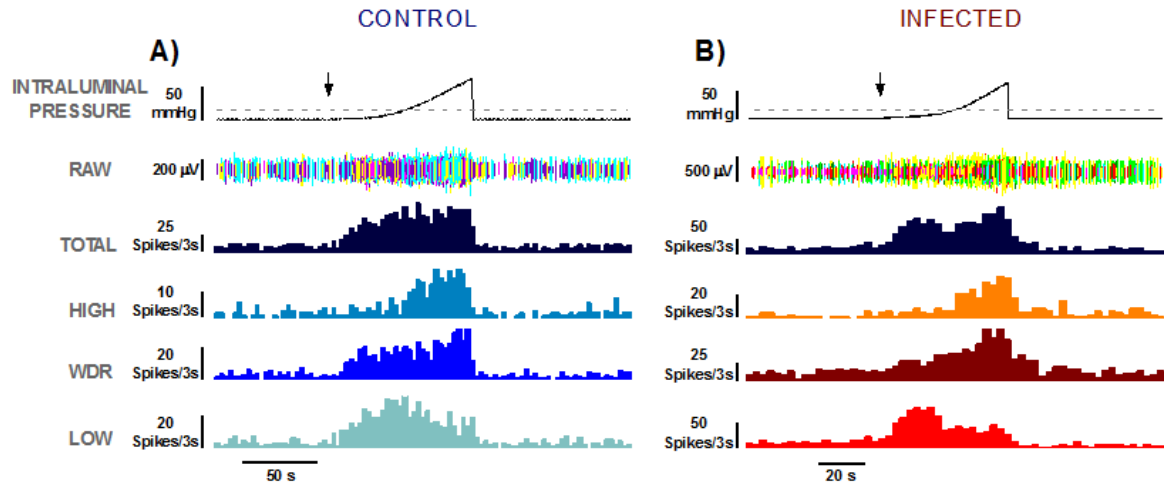 CONTROL
INFECTED
A)
B)
INTRALUMINAL
PRESSURE
50
mmHg
50
mmHg
RAW
200 µV
500 µV
TOTAL
25
Spikes/3s
50
Spikes/3s
HIGH
10
Spikes/3s
20
Spikes/3s
WDR
20
Spikes/3s
25
Spikes/3s
LOW
20
Spikes/3s
50
Spikes/3s
50 s
20 s